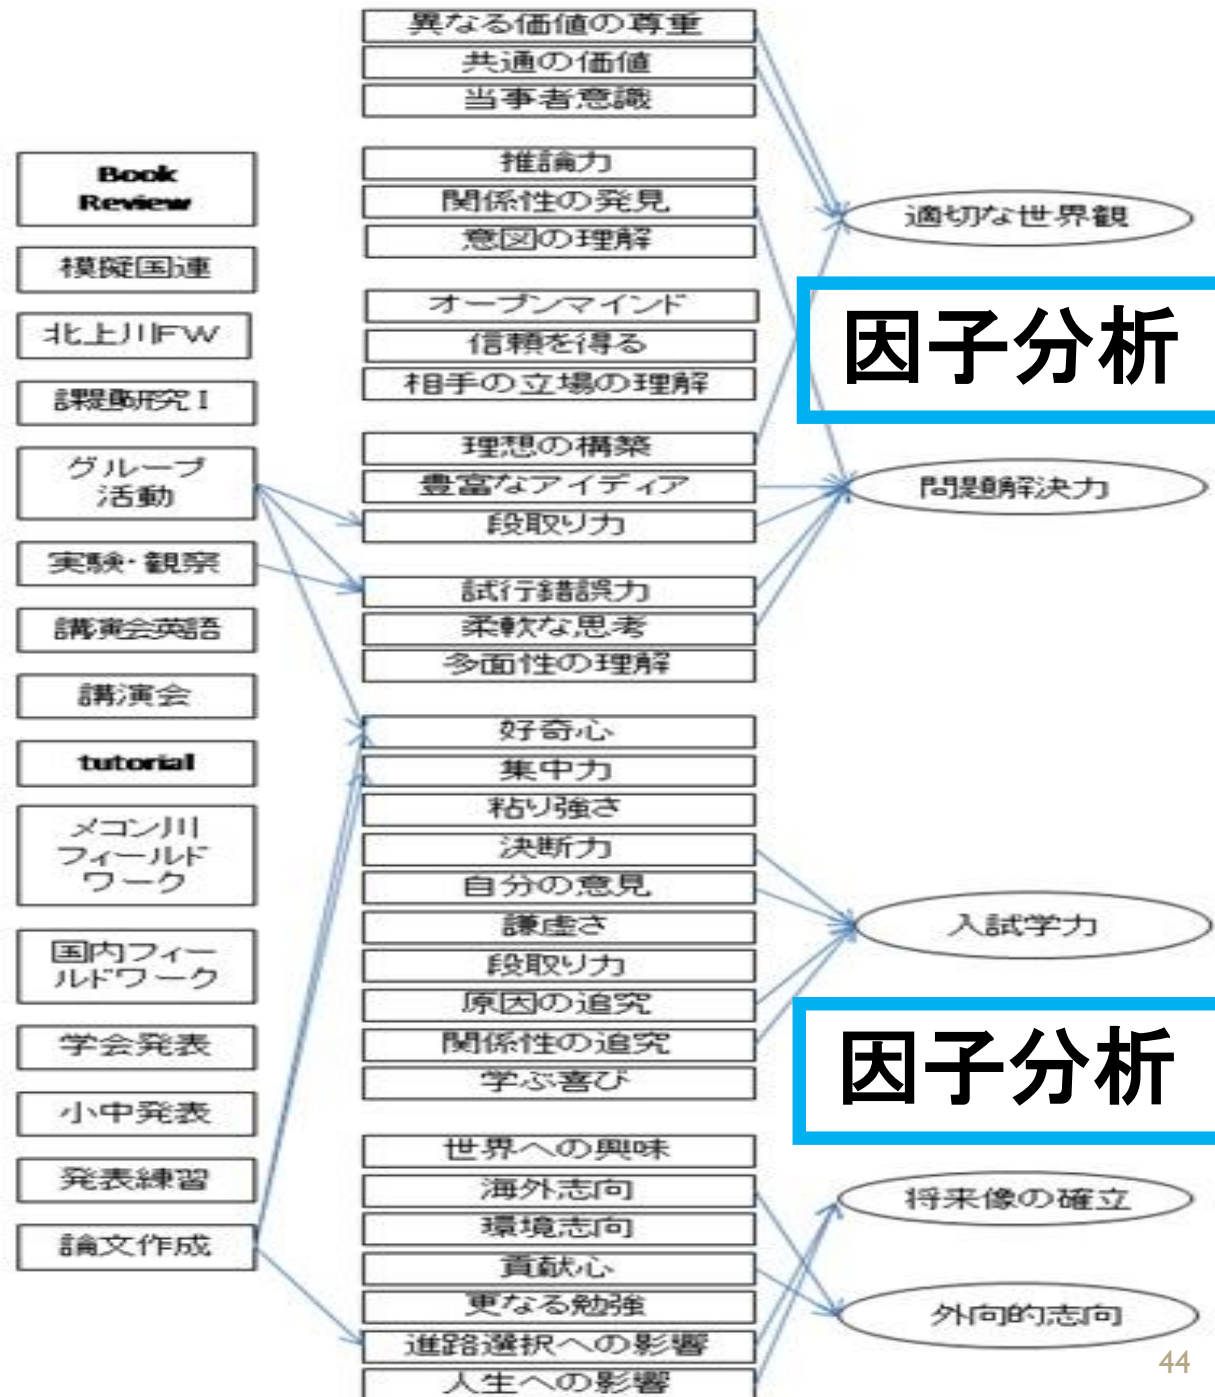 Book
Review
模擬国連
北上川FW
課題研究I
グループ
活動
実験・観察
講演会英語
講演会
tutorial
メコン川
フィールド
ワーク
国内フィー
ルドワーク
学会発表
小中発表
発表練習
論文作成
異なる価値の尊重
共通の価値
当事者意識
推論力
関係性の発見
意図の理解
オープンマインド
信頼を得る
相手の立場の理解
理想の構築
豊富なアイディア
段取り力
試行錯誤力
柔軟な思考
多面性の理解
好奇心
集中力
粘り強さ
決断力
自分の意見
謙虚さ
段取り力
原因の追究
関係性の追究
学ぶ喜び
世界への興味
海外志向
環境志向
貢献心
更なる勉強
進路選択への影響
人生への影響
適切な世界観
因子分析
問題解決力
入試学力
因子分析
将来像の確立
外向的志向
44